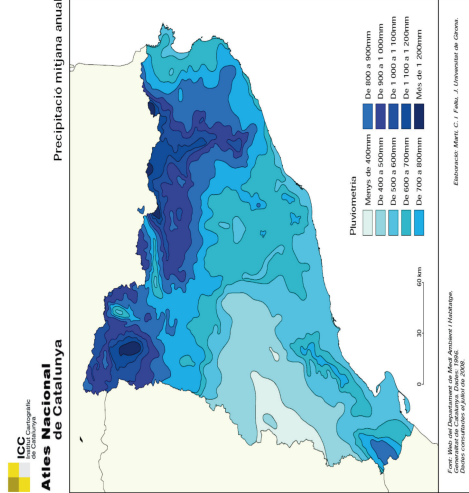 ICC
Institut Cartogràfic
de Catalunya
Atles Nacional
de Catalunya
Precipitació mitjana anual
Pluviometria
Menys de 400mm
De 400 a 500mm
De 500 a 600mm
De 600 a 700mm
De 700 a 800mm
De 800 a 900mm
De 900 a 1 000mm
De 1 000 a 1 100mm
De 1 100 a 1 200mm
Més de 1 200mm
0 30 60 km
Font: Web del Departament de Medi Ambient i Habitatge.
Generalitat de Catalunya. Dades: 1996.
Dades consultades al juliol de 2008.
Elaboració: Martí, C. i Feliu, J. Universitat de Girona.